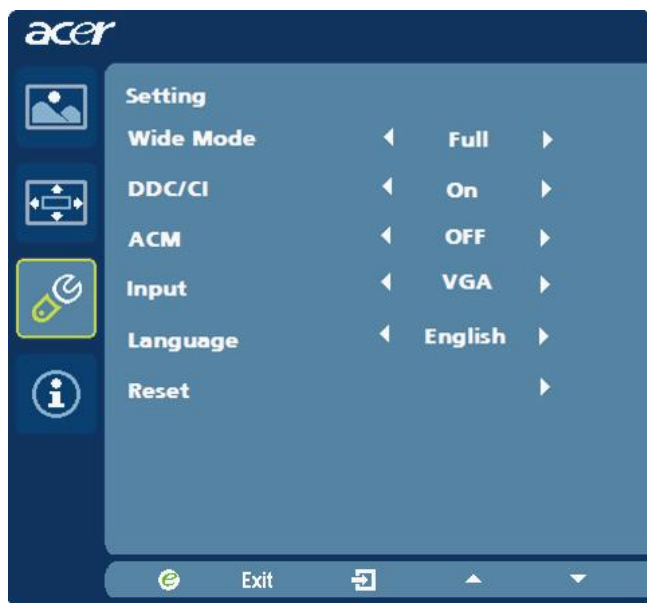 acer
Setting
Wide Mode Full
DDC/CI On
ACM OFF
Input VGA
Language English
Reset
e Exit